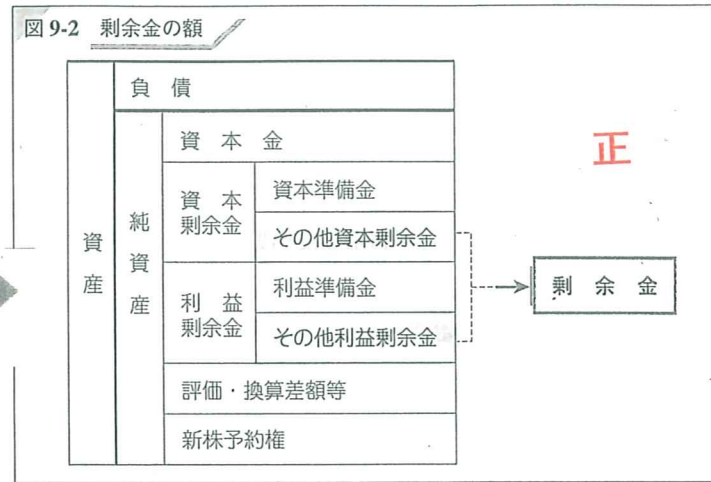 図 9-2 剰余金の額
資産
負 債
純資産
資 本 金
資 本
剰余金
資本準備金
その他資本剰余金
利 益
剰余金
利益準備金
その他利益剰余金
評価・換算差額等
新株予約権
正
剰 余 金